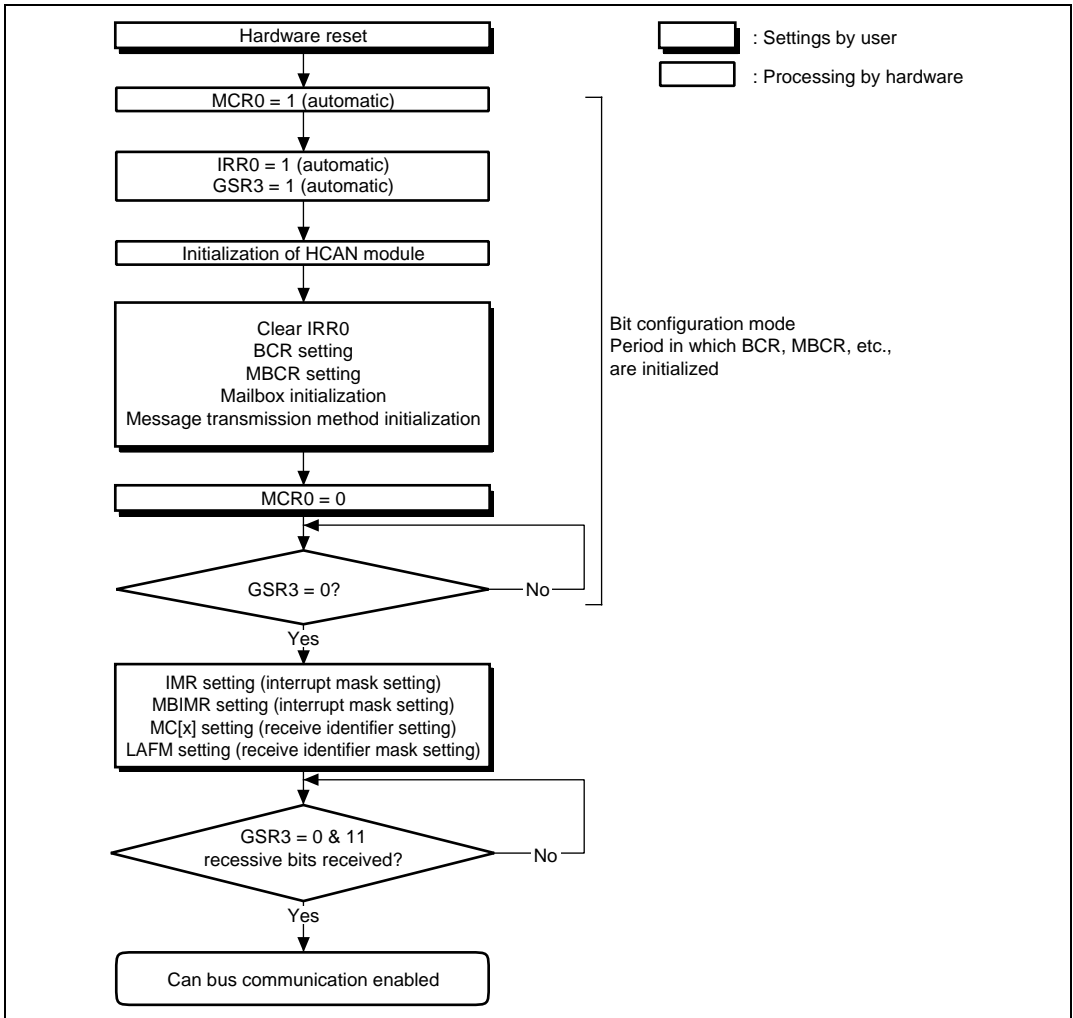 Hardware reset
: Settings by user
: Processing by hardware
MCR0 = 1 (automatic)
IRR0 = 1 (automatic)
GSR3 = 1 (automatic)
Initialization of HCAN module
Clear IRR0
BCR setting
MBCR setting
Mailbox initialization
Message transmission method initialization
Bit configuration mode
Period in which BCR, MBCR, etc.,
are initialized
MCR0 = 0
GSR3 = 0?
No
Yes
IMR setting (interrupt mask setting)
MBIMR setting (interrupt mask setting)
MC[x] setting (receive identifier setting)
LAFM setting (receive identifier mask setting)
GSR3 = 0 & 11
recessive bits received?
No
Yes
Can bus communication enabled